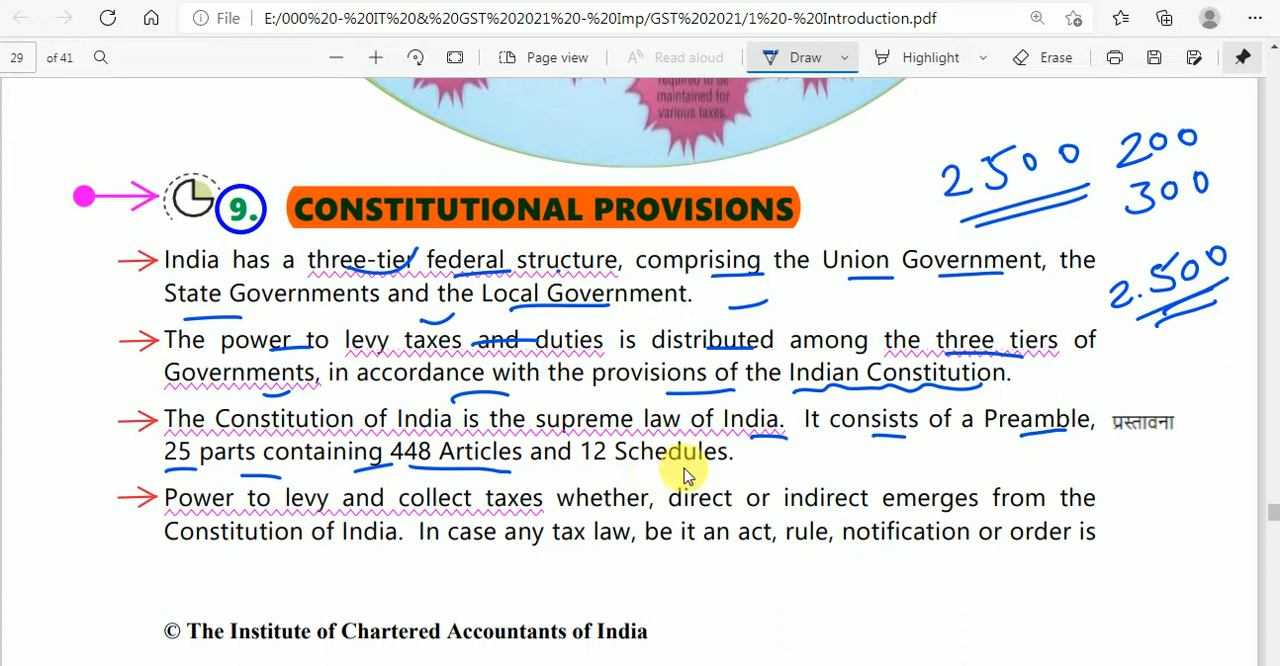 File
E:/000%20-%20IT%20&%20GST%202021%20-%20Imp/GST%202021/1%20-%20Introduction.pdf
29 of 41
Page view
Read aloud
Draw
Highlight
Erase
required to be
maintained for
various taxes.
2500 200
300
9. CONSTITUTIONAL PROVISIONS
India has a three-tier federal structure, comprising the Union Government, the
State Governments and the Local Government.
2.500
The power to levy taxes and duties is distributed among the three tiers of
Governments, in accordance with the provisions of the Indian Constitution.
The Constitution of India is the supreme law of India. It consists of a Preamble, प्रस्तावना
25 parts containing 448 Articles and 12 Schedules.
Power to levy and collect taxes whether, direct or indirect emerges from the
Constitution of India. In case any tax law, be it an act, rule, notification or order is
© The Institute of Chartered Accountants of India